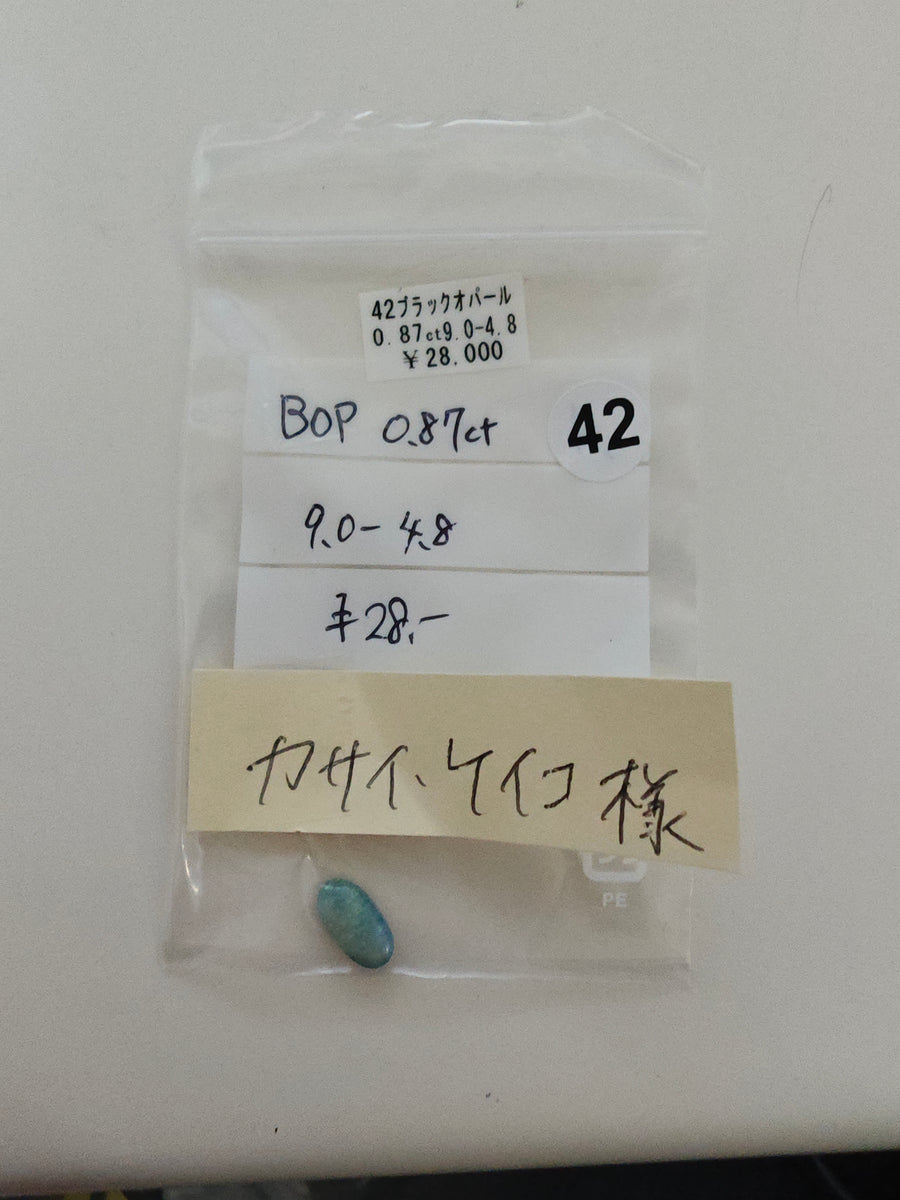 42ブラックオパール
0.87ct9.0-4.8
¥28.000
BOP 0.87ct
42
9.0- 4.8
¥28.-
カサイ、ケイコ 様
PE